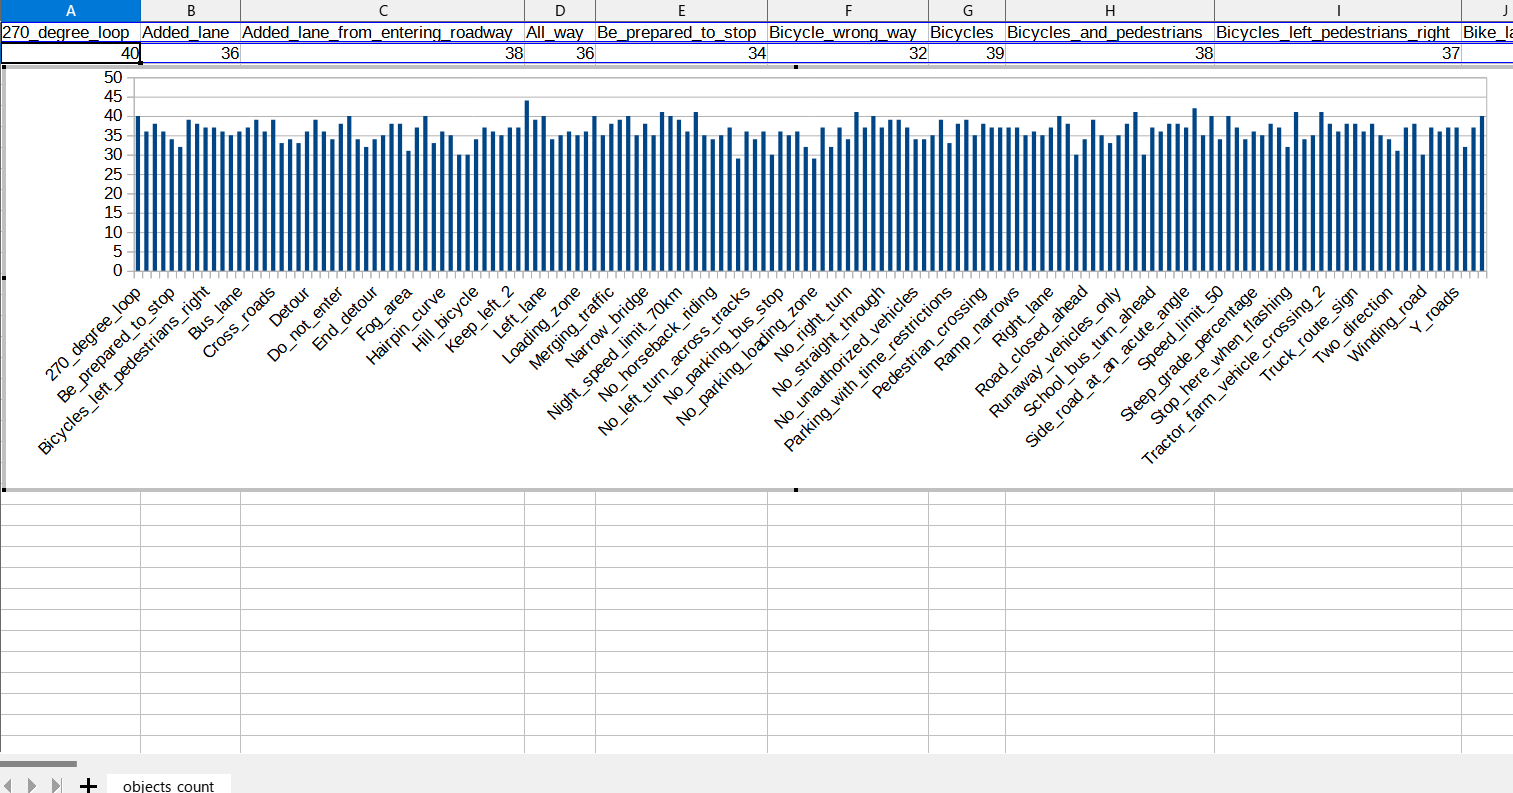 A B C D E F G H I J
270_degree_loop Added_lane Added_lane_from_entering_roadway All_way Be_prepared_to_stop Bicycle_wrong_way Bicycles Bicycles_and_pedestrians Bicycles_left_pedestrians_right Bike_la
40 36 38 36 34 32 39 38 37
50
45
40
35
30
25
20
15
10
5
0
270_degree_loop
Be_prepared_to_stop
Bicycles_left_pedestrians_right
Bus_lane
Cross_roads
Detour
Do_not_enter
End_detour
Fog_area
Hairpin_curve
Hill_bicycle
Keep_left_2
Left_lane
Loading_zone
Merging_traffic
Narrow_bridge
Night_speed_limit_70km
No_horseback_riding
No_left_turn_across_tracks
No_parking_bus_stop
No_parking_loading_zone
No_right_turn
No_straight_through
No_unauthorized_vehicles
Parking_with_time_restrictions
Pedestrian_crossing
Ramp_narrows
Right_lane
Road_closed_ahead
Runaway_vehicles_only
School_bus_turn_ahead
Side_road_at_an_acute_angle
Speed_limit_50
Steep_grade_percentage
Stop_here_when_flashing
Tractor_farm_vehicle_crossing_2
Truck_route_sign
Two_direction
Winding_road
Y_roads
objects count